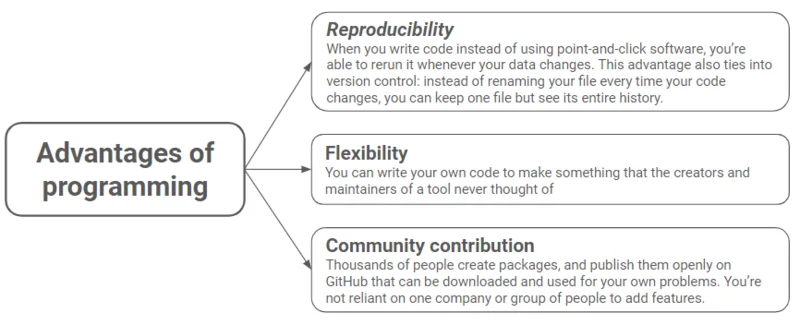 Advantages of
programming
Reproducibility
When you write code instead of using point-and-click software, you're
able to rerun it whenever your data changes. This advantage also ties into
version control: instead of renaming your file every time your code
changes, you can keep one file but see its entire history.
Flexibility
You can write your own code to make something that the creators and
maintainers of a tool never thought of
Community contribution
Thousands of people create packages, and publish them openly on
GitHub that can be downloaded and used for your own problems. You're
not reliant on one company or group of people to add features.